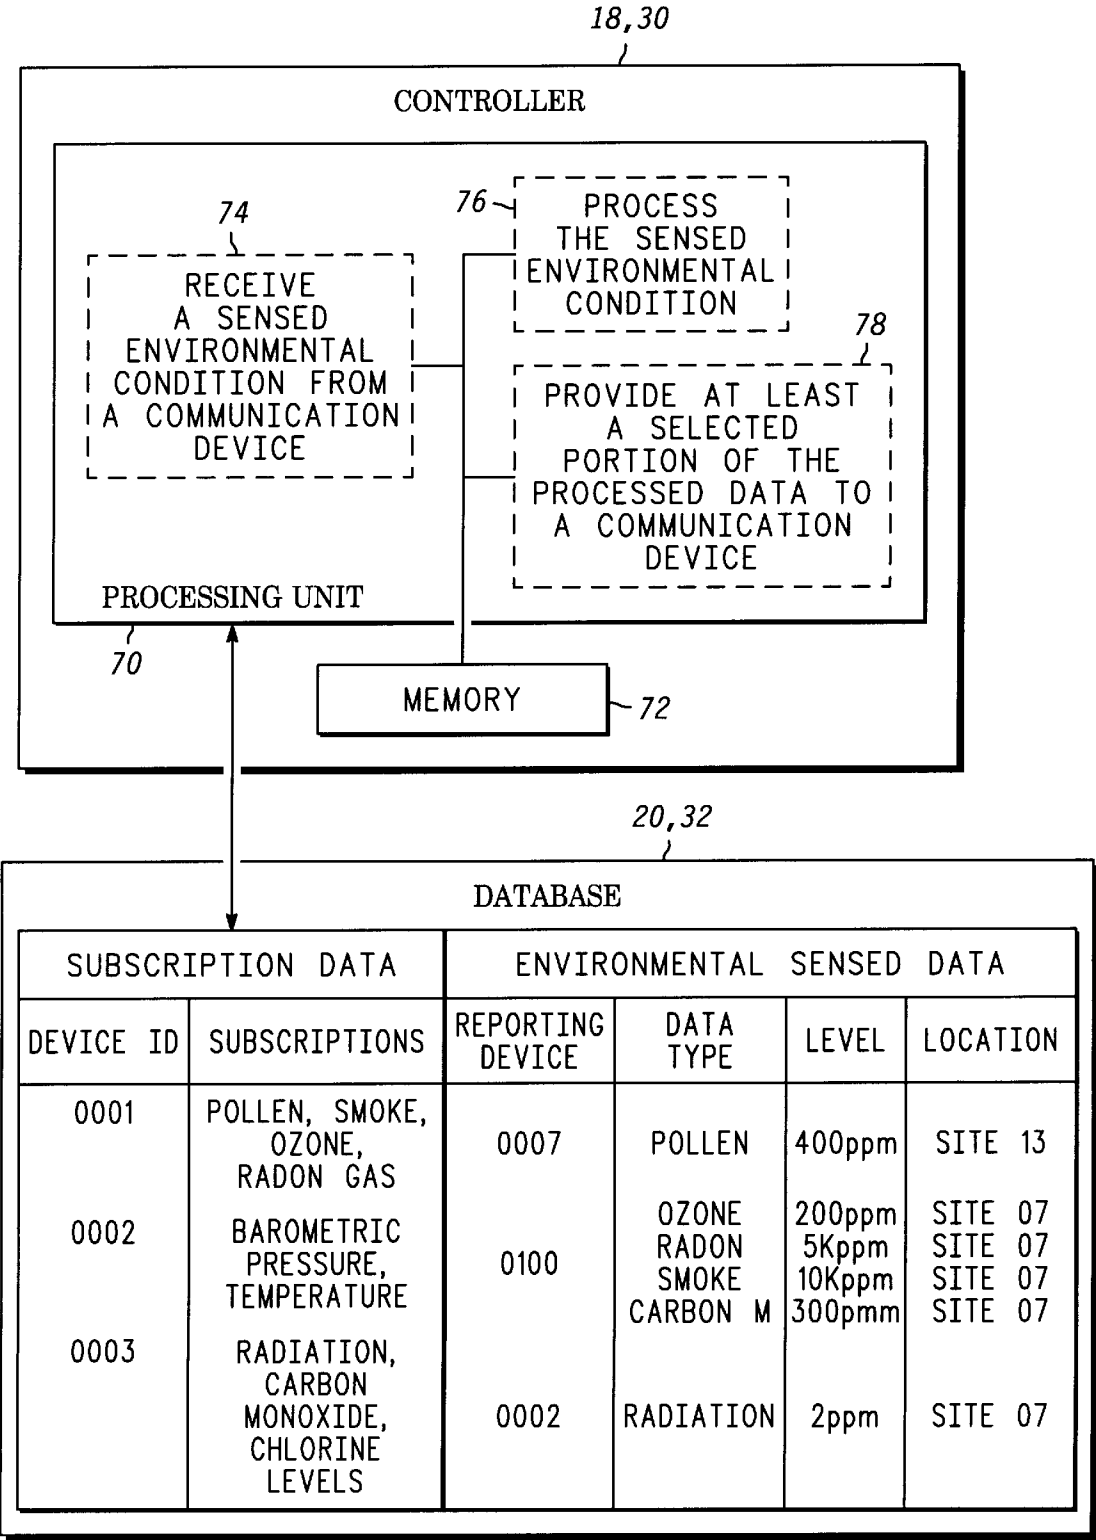 18,30
CONTROLLER
74
RECEIVE
A SENSED
ENVIRONMENTAL
CONDITION FROM
A COMMUNICATION
DEVICE
76
PROCESS
THE SENSED
ENVIRONMENTAL
CONDITION
78
PROVIDE AT LEAST
A SELECTED
PORTION OF THE
PROCESSED DATA TO
A COMMUNICATION
DEVICE
PROCESSING UNIT
70
MEMORY
72
20,32
DATABASE
SUBSCRIPTION DATA
ENVIRONMENTAL SENSED DATA
DEVICE ID
SUBSCRIPTIONS
REPORTING
DEVICE
DATA
TYPE
LEVEL
LOCATION
0001
POLLEN, SMOKE,
OZONE,
RADON GAS
0002
BAROMETRIC
PRESSURE,
TEMPERATURE
0003
RADIATION,
CARBON
MONOXIDE,
CHLORINE
LEVELS
0007 POLLEN 400ppm SITE 13
0100
OZONE 200ppm SITE 07
RADON 5Kppm SITE 07
SMOKE 10Kppm SITE 07
CARBON M 300pmm SITE 07
0002 RADIATION 2ppm SITE 07